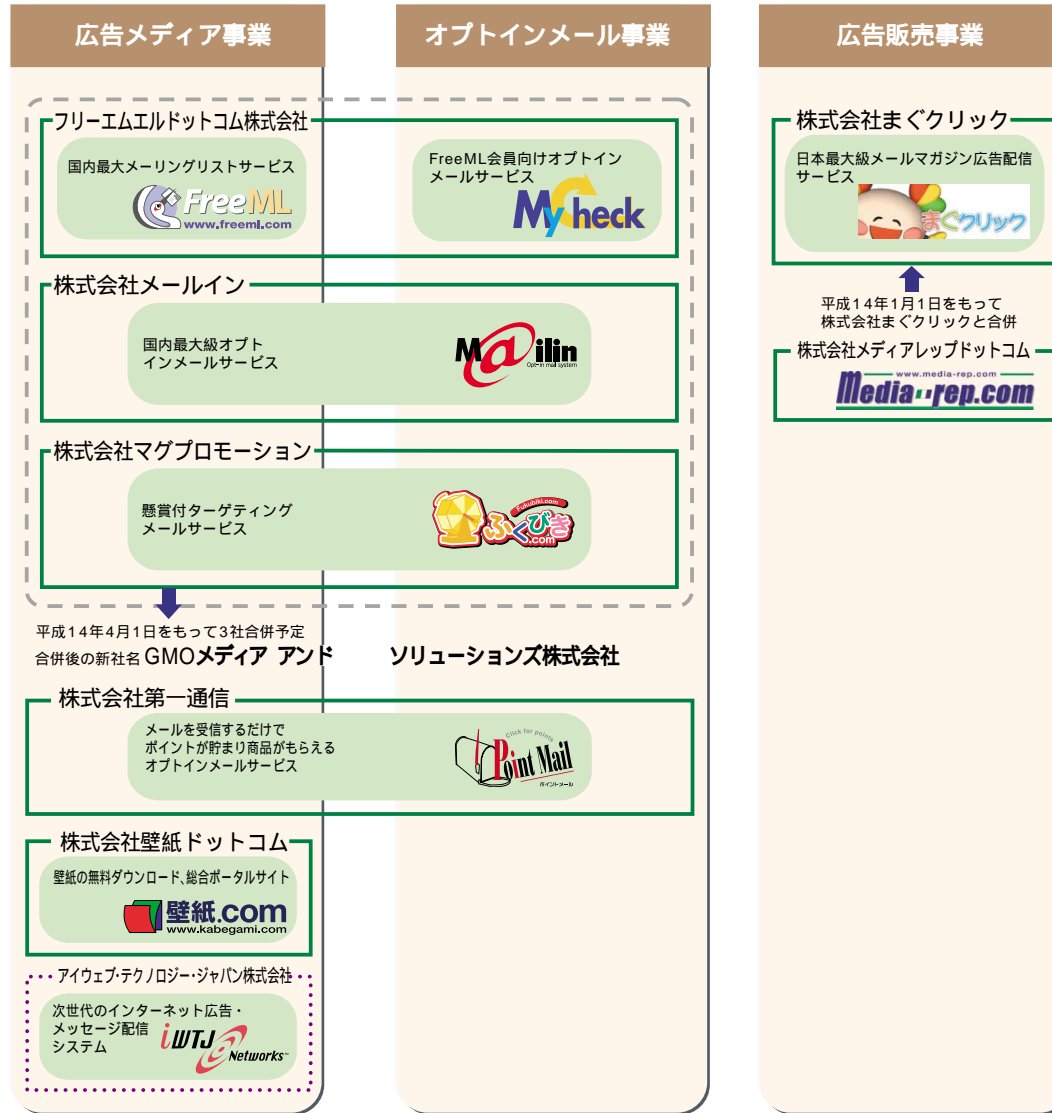 広告メディア事業
オプトインメール事業
広告販売事業
フリーエムエルドットコム株式会社
国内最大メーリングリストサービス
FreeML
www.freeml.com
FreeML会員向けオプトイン
メールサービス
My heck
株式会社メールイン
国内最大級オプト
インメールサービス
M@ilin
Opt-in mail system
株式会社マグプロモーション
懸賞付ターゲティング
メールサービス
Fukubiki.com
ふくびき
.com
平成14年4月1日をもって3社合併予定
合併後の新社名 GMOメディア アンド ソリューションズ株式会社
株式会社第一通信
メールを受信するだけで
ポイントが貯まり商品がもらえる
オプトインメールサービス
Click for points
Point Mail
ポイントメール
株式会社壁紙ドットコム
壁紙の無料ダウンロード、総合ポータルサイト
壁紙.com
www.kabegami.com
アイウェブ・テクノロジー・ジャパン株式会社
次世代のインターネット広告・
メッセージ配信
システム
iWTJ
Networks
株式会社まぐクリック
日本最大級メールマガジン広告配信
サービス
まぐクリック
平成14年1月1日をもって
株式会社まぐクリックと合併
株式会社メディアレップドットコム
www.media-rep.com
Media-rep.com